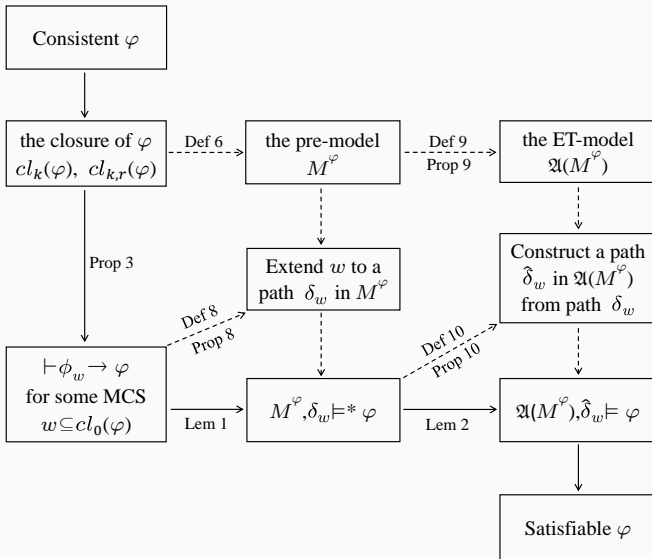 Consistent φ
the closure of φ
cl_k(φ), cl_{k,r}(φ)
Def 6
the pre-model
M^φ
Def 9
Prop 9
the ET-model
𝔄(M^φ)
Prop 3
Extend w to a
path δ_w in M^φ
Construct a path
δ̂_w in 𝔄(M^φ)
from path δ_w
Def 8
Prop 8
Def 10
Prop 10
⊢ϕ_w → φ
for some MCS
w⊆cl_0(φ)
Lem 1
M^φ,δ_w⊨* φ
Lem 2
𝔄(M^φ),δ̂_w⊨ φ
Satisfiable φ